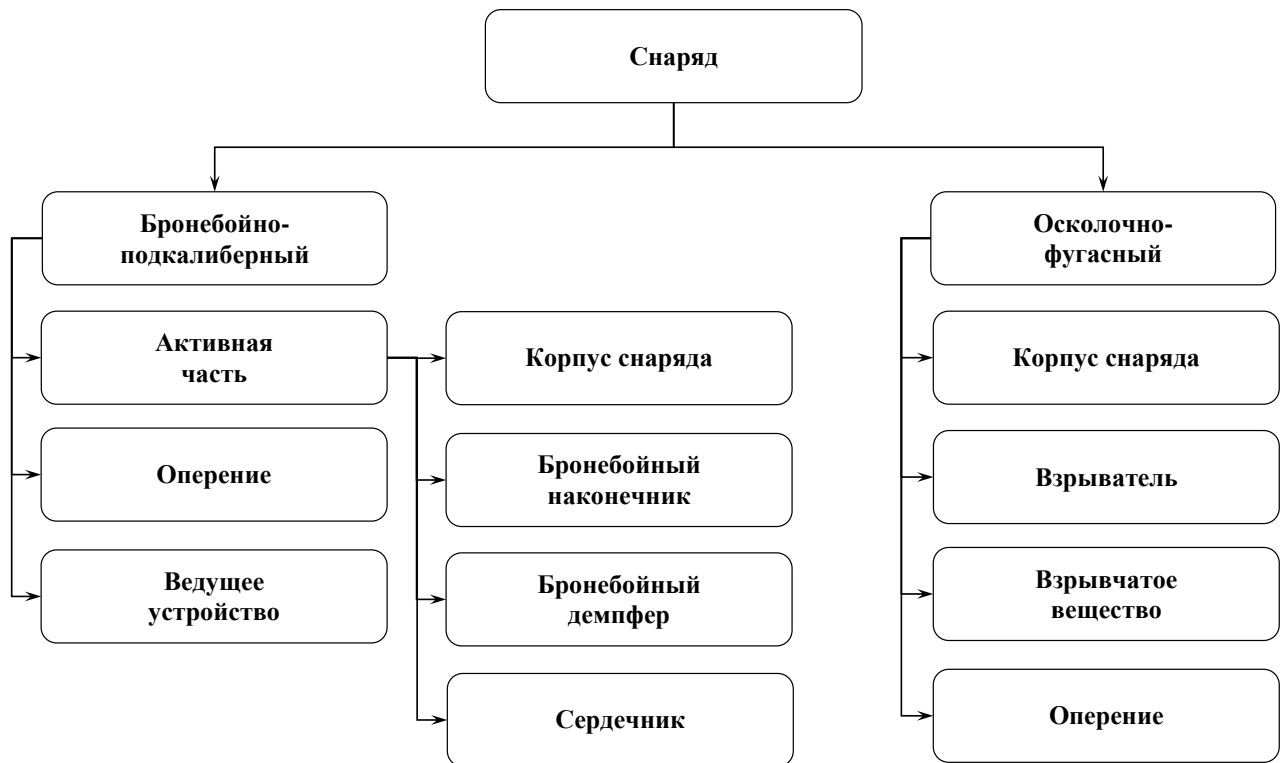 Снаряд
Бронебойно-
подкалиберный
Осколочно-
фугасный
Активная
часть
Корпус снаряда
Корпус снаряда
Оперение
Бронебойный
наконечник
Взрыватель
Ведущее
устройство
Бронебойный
демпфер
Взрывчатое
вещество
Сердечник
Оперение